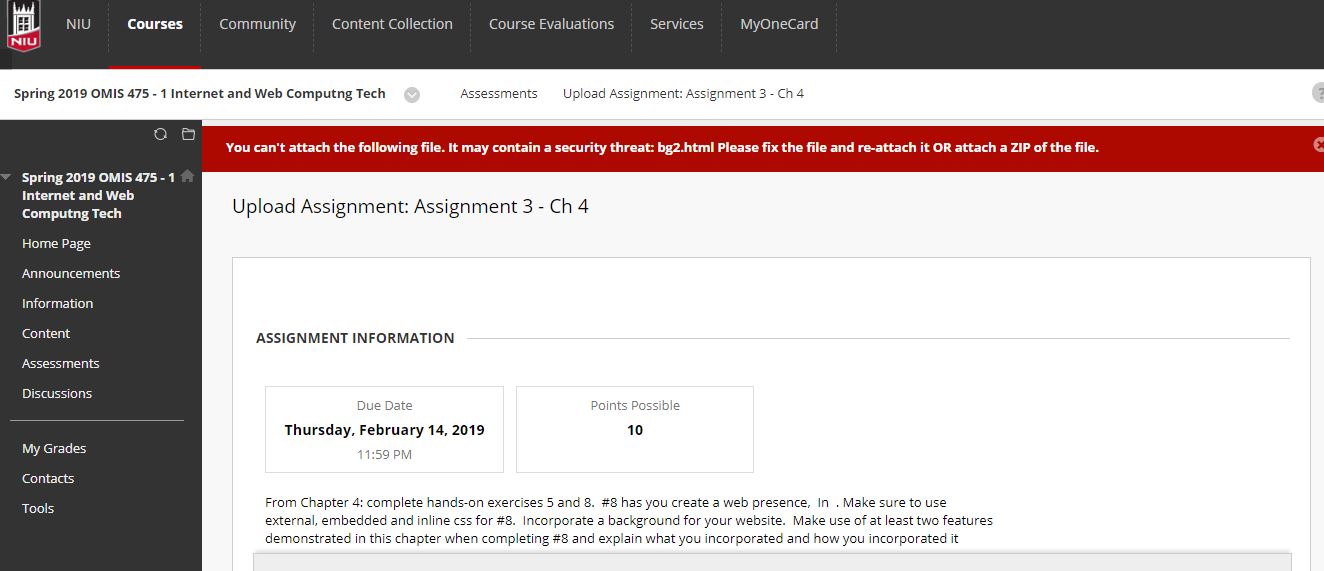 NIU
NIU Courses Community Content Collection Course Evaluations Services MyOneCard
Spring 2019 OMIS 475 - 1 Internet and Web Computng Tech Assessments Upload Assignment: Assignment 3 - Ch 4 ?
You can't attach the following file. It may contain a security threat: bg2.html Please fix the file and re-attach it OR attach a ZIP of the file.
Spring 2019 OMIS 475 - 1
Internet and Web
Computng Tech
Home Page
Announcements
Information
Content
Assessments
Discussions
My Grades
Contacts
Tools
Upload Assignment: Assignment 3 - Ch 4
ASSIGNMENT INFORMATION
Due Date
Thursday, February 14, 2019
11:59 PM
Points Possible
10
From Chapter 4: complete hands-on exercises 5 and 8.  #8 has you create a web presence,  In  . Make sure to use
external, embedded and inline css for #8.  Incorporate a background for your website.  Make use of at least two features
demonstrated in this chapter when completing #8 and explain what you incorporated and how you incorporated it